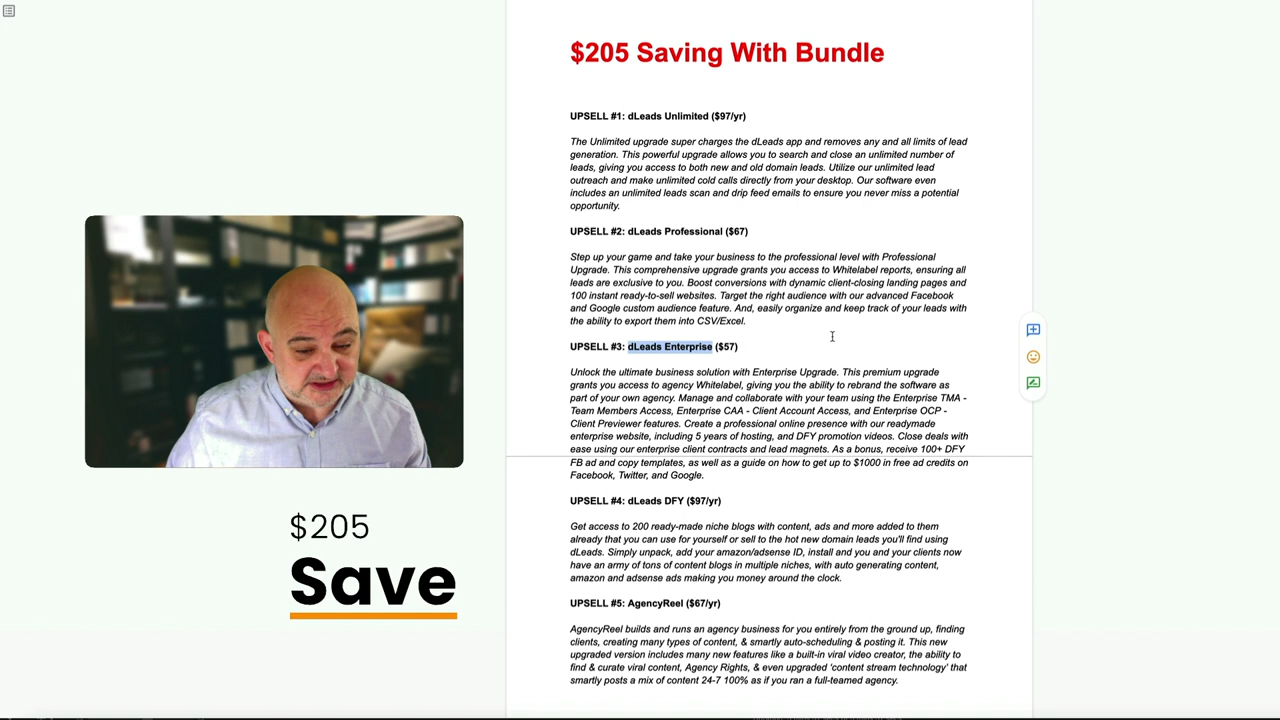 $205 Saving With Bundle
UPSELL #1: dLeads Unlimited ($97/yr)
The Unlimited upgrade super charges the dLeads app and removes any and all limits of lead
generation. This powerful upgrade allows you to search and close an unlimited number of
leads, giving you access to both new and old domain leads. Utilize our unlimited lead
outreach and make unlimited cold calls directly from your desktop. Our software even
includes an unlimited leads scan and drip feed emails to ensure you never miss a potential
opportunity.
UPSELL #2: dLeads Professional ($67)
Step up your game and take your business to the professional level with Professional
Upgrade. This comprehensive upgrade grants you access to Whitelabel reports, ensuring all
leads are exclusive to you. Boost conversions with dynamic client-closing landing pages and
100 instant ready-to-sell websites. Target the right audience with our advanced Facebook
and Google custom audience feature. And, easily organize and keep track of your leads with
the ability to export them into CSV/Excel.
UPSELL #3: dLeads Enterprise ($57)
Unlock the ultimate business solution with Enterprise Upgrade. This premium upgrade
grants you access to agency Whitelabel, giving you the ability to rebrand the software as
part of your own agency. Manage and collaborate with your team using the Enterprise TMA -
Team Members Access, Enterprise CAA - Client Account Access, and Enterprise OCP -
Client Previewer features. Create a professional online presence with our readymade
enterprise website, including 5 years of hosting, and DFY promotion videos. Close deals with
ease using our enterprise client contracts and lead magnets. As a bonus, receive 100+ DFY
FB ad and copy templates, as well as a guide on how to get up to $1000 in free ad credits on
Facebook, Twitter, and Google.
UPSELL #4: dLeads DFY ($97/yr)
Get access to 200 ready-made niche blogs with content, ads and more added to them
already that you can use for yourself or sell to the hot new domain leads you'll find using
dLeads. Simply unpack, add your amazon/adsense ID, install and you and your clients now
have an army of tons of content blogs in multiple niches, with auto generating content,
amazon and adsense ads making you money around the clock.
UPSELL #5: AgencyReel ($67/yr)
AgencyReel builds and runs an agency business for you entirely from the ground up, finding
clients, creating many types of content, & smartly auto-scheduling & posting it. This new
upgraded version includes many new features like a built-in viral video creator, the ability to
find & curate viral content, Agency Rights, & even upgraded 'content stream technology' that
smartly posts a mix of content 24-7 100% as if you ran a full-teamed agency.
$205
Save